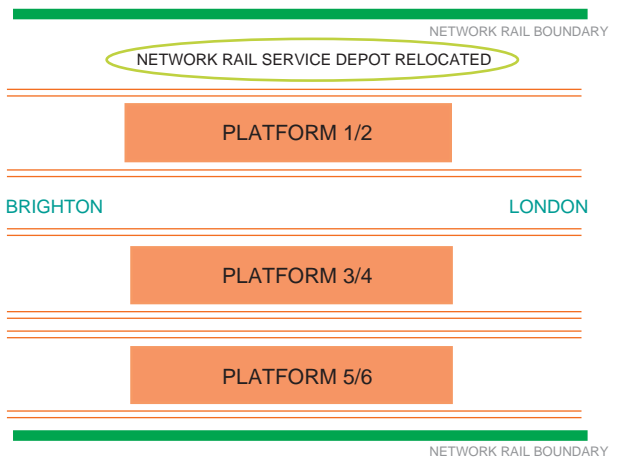 NETWORK RAIL BOUNDARY
NETWORK RAIL SERVICE DEPOT RELOCATED
PLATFORM 1/2
BRIGHTON
LONDON
PLATFORM 3/4
PLATFORM 5/6
NETWORK RAIL BOUNDARY